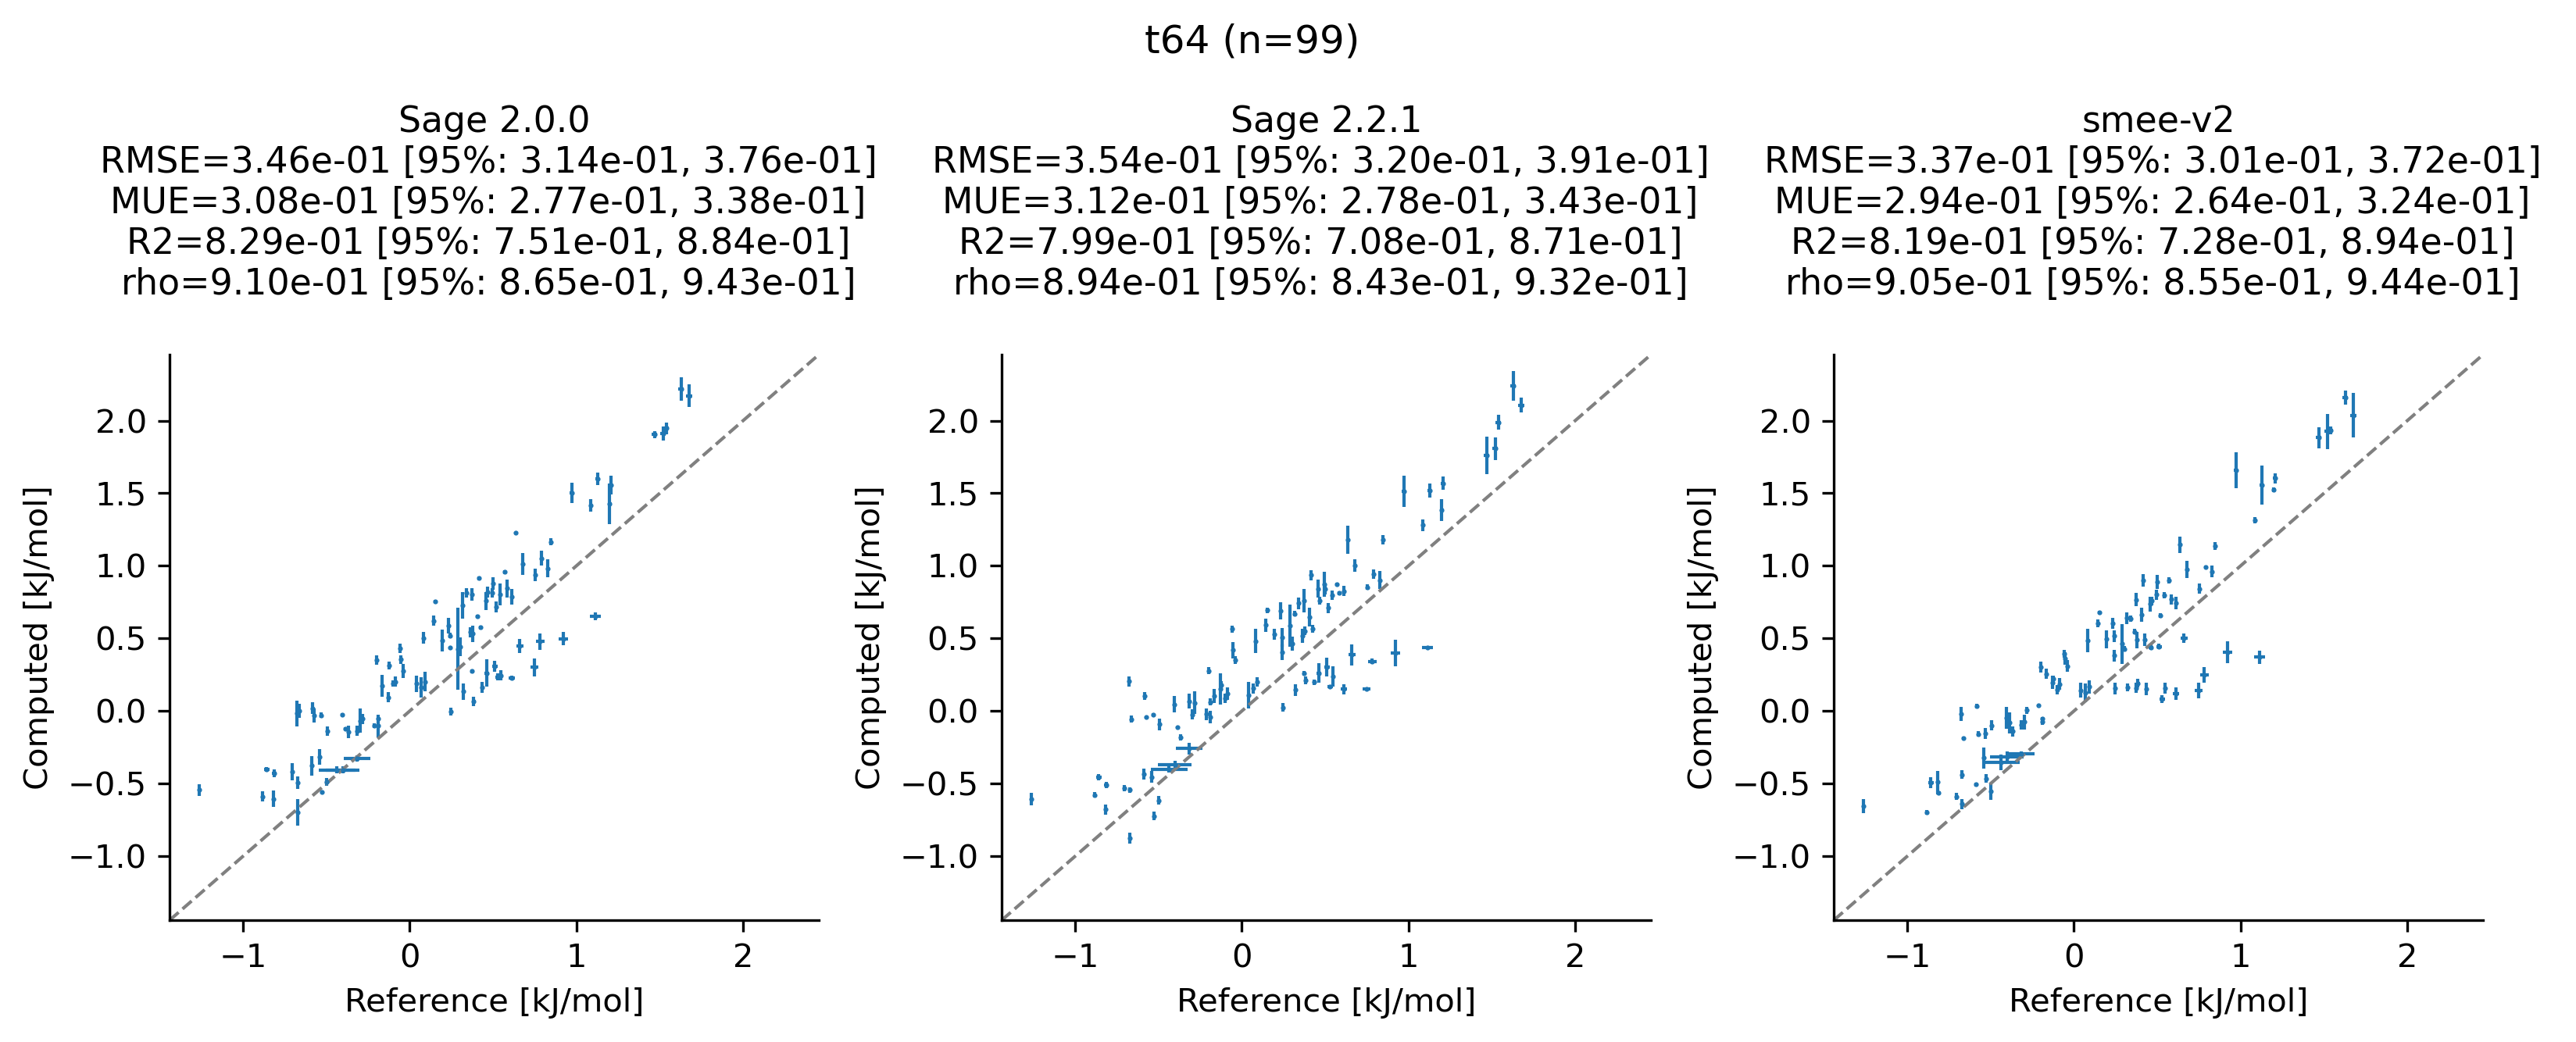 t64 (n=99)
Sage 2.0.0
RMSE=3.46e-01 [95%: 3.14e-01, 3.76e-01]
MUE=3.08e-01 [95%: 2.77e-01, 3.38e-01]
R2=8.29e-01 [95%: 7.51e-01, 8.84e-01]
rho=9.10e-01 [95%: 8.65e-01, 9.43e-01]
Computed [kJ/mol]
2.0
1.5
1.0
0.5
0.0
−0.5
−1.0
−1 0 1 2
Reference [kJ/mol]
Sage 2.2.1
RMSE=3.54e-01 [95%: 3.20e-01, 3.91e-01]
MUE=3.12e-01 [95%: 2.78e-01, 3.43e-01]
R2=7.99e-01 [95%: 7.08e-01, 8.71e-01]
rho=8.94e-01 [95%: 8.43e-01, 9.32e-01]
Computed [kJ/mol]
2.0
1.5
1.0
0.5
0.0
−0.5
−1.0
−1 0 1 2
Reference [kJ/mol]
smee-v2
RMSE=3.37e-01 [95%: 3.01e-01, 3.72e-01]
MUE=2.94e-01 [95%: 2.64e-01, 3.24e-01]
R2=8.19e-01 [95%: 7.28e-01, 8.94e-01]
rho=9.05e-01 [95%: 8.55e-01, 9.44e-01]
Computed [kJ/mol]
2.0
1.5
1.0
0.5
0.0
−0.5
−1.0
−1 0 1 2
Reference [kJ/mol]